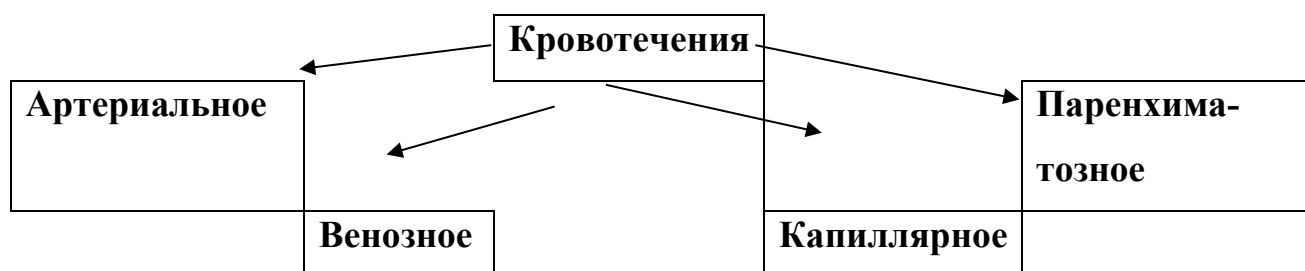 Кровотечения
Артериальное
Паренхима-
тозное
Венозное
Капиллярное